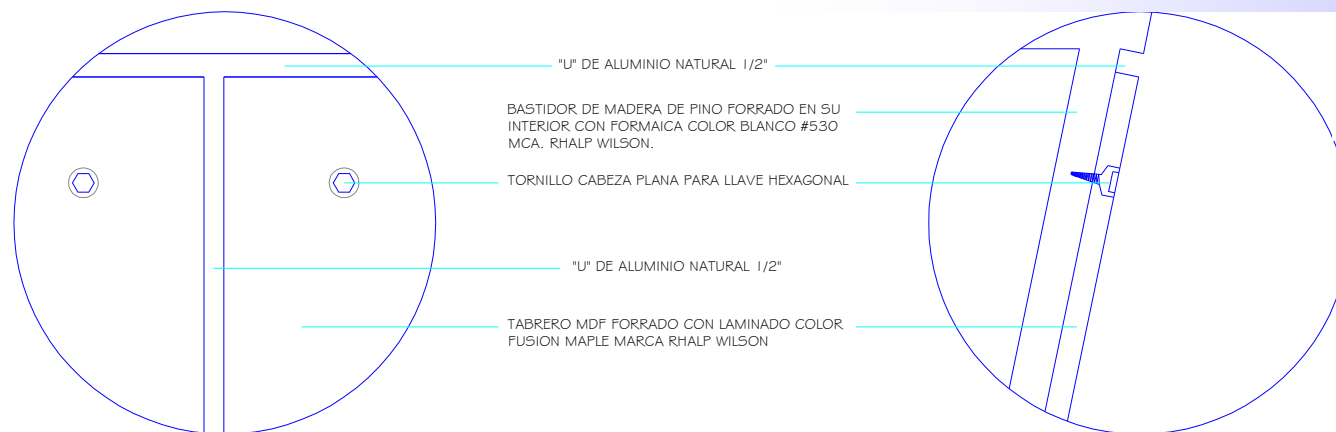 "U" DE ALUMINIO NATURAL 1/2"
BASTIDOR DE MADERA DE PINO FORRADO EN SU
INTERIOR CON FORMAICA COLOR BLANCO #530
MCA. RHALP WILSON.
TORNILLO CABEZA PLANA PARA LLAVE HEXAGONAL
"U" DE ALUMINIO NATURAL 1/2"
TABRERO MDF FORRADO CON LAMINADO COLOR
FUSION MAPLE MARCA RHALP WILSON